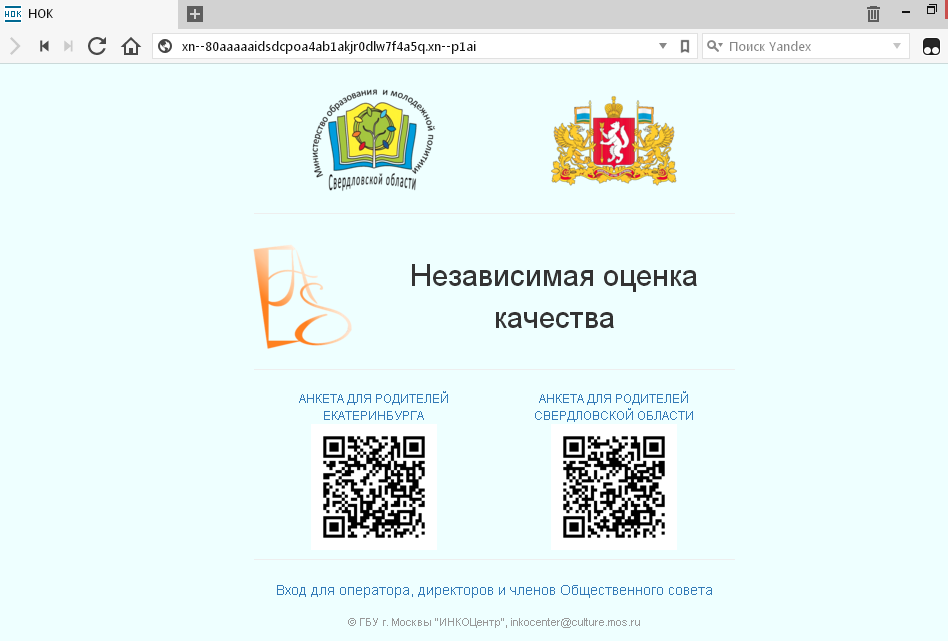 НОК
НОК
xn--80aaaaaidsdcpoa4ab1akjr0dlw7f4a5q.xn--p1ai
Поиск Yandex
Министерство образования и молодежной политики
Свердловской области
Независимая оценка
качества
АНКЕТА ДЛЯ РОДИТЕЛЕЙ
ЕКАТЕРИНБУРГА
АНКЕТА ДЛЯ РОДИТЕЛЕЙ
СВЕРДЛОВСКОЙ ОБЛАСТИ
Вход для оператора, директоров и членов Общественного совета
© ГБУ г. Москвы "ИНКОЦентр", inkocenter@culture.mos.ru